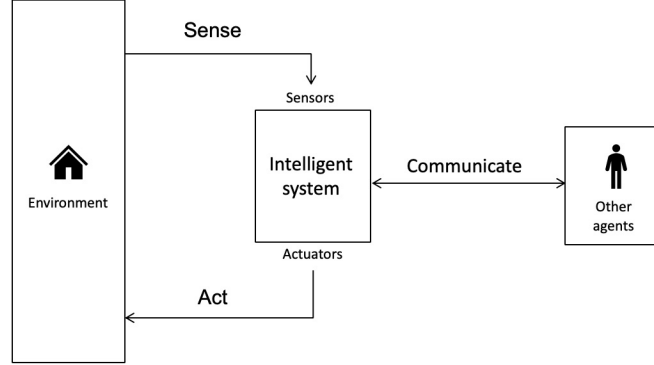 Sense
Sensors
Environment
Intelligent
system
Communicate
Other
agents
Actuators
Act